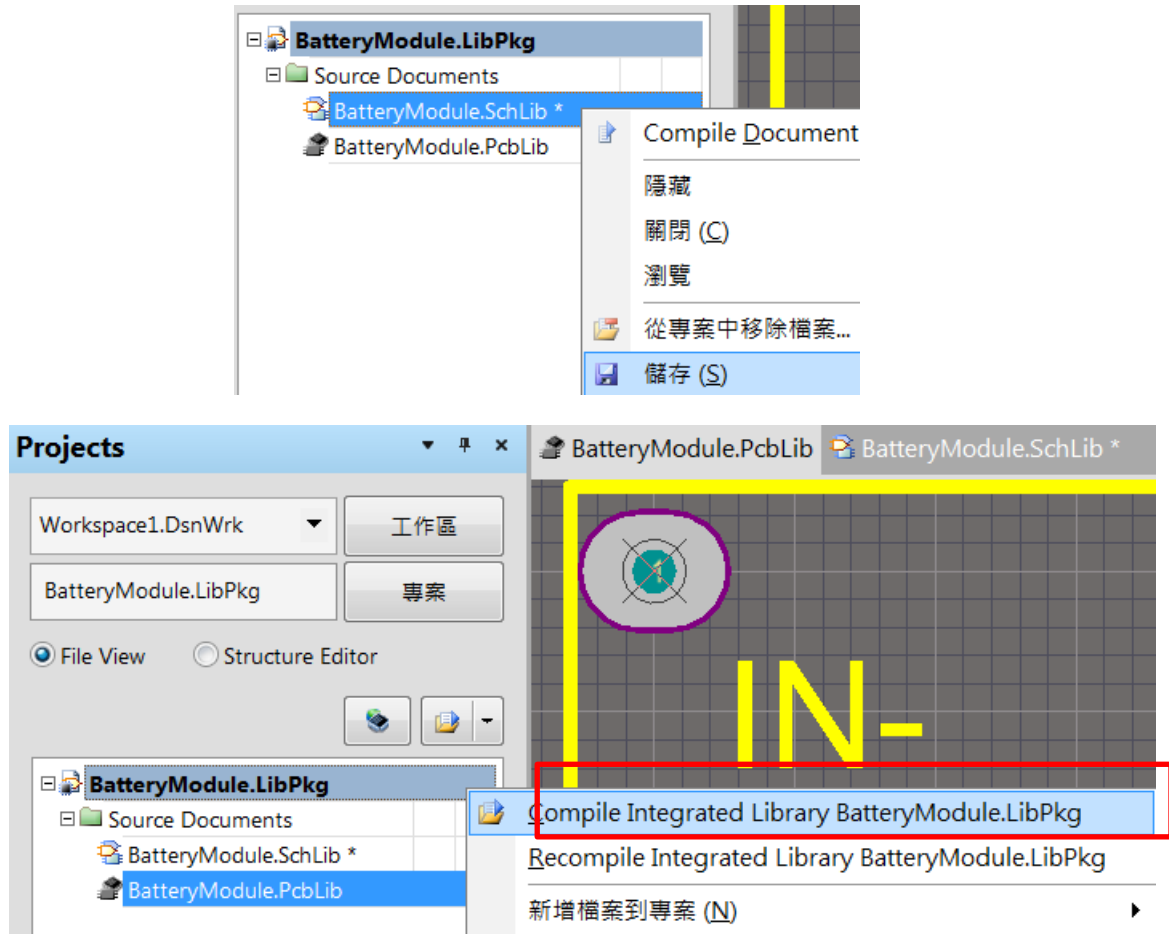 BatteryModule.LibPkg
Source Documents
BatteryModule.SchLib *
BatteryModule.PcbLib
Compile Document
隱藏
關閉 (C)
瀏覽
從專案中移除檔案...
儲存 (S)
Projects
BatteryModule.PcbLib BatteryModule.SchLib *
Workspace1.DsnWrk 工作區
BatteryModule.LibPkg 專案
File View Structure Editor
1
IN-
BatteryModule.LibPkg
Source Documents
BatteryModule.SchLib *
BatteryModule.PcbLib
Compile Integrated Library BatteryModule.LibPkg
Recompile Integrated Library BatteryModule.LibPkg
新增檔案到專案 (N)